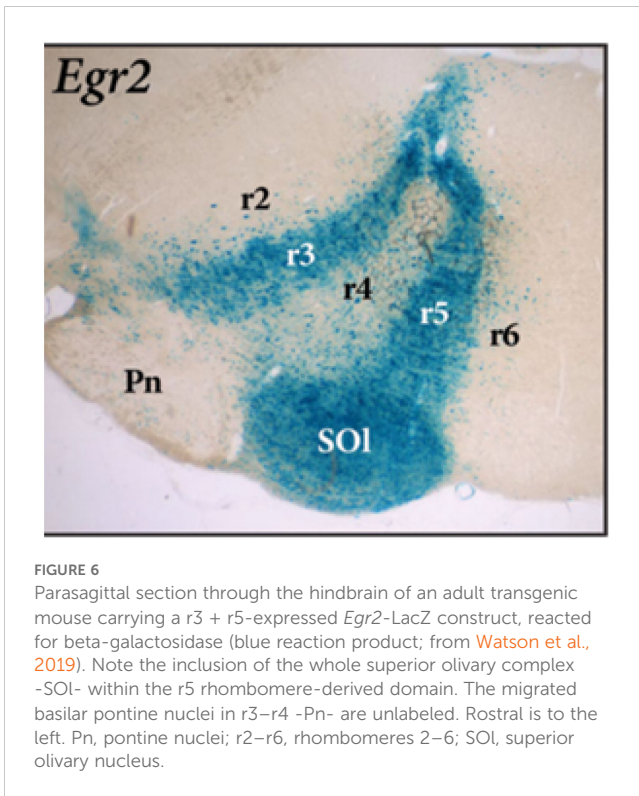 Egr2
r2
r3
r4
r5
r6
Pn
SOl
FIGURE 6
Parasagittal section through the hindbrain of an adult transgenic
mouse carrying a r3 + r5-expressed Egr2-LacZ construct, reacted
for beta-galactosidase (blue reaction product; from Watson et al.,
2019). Note the inclusion of the whole superior olivary complex
-SOl- within the r5 rhombomere-derived domain. The migrated
basilar pontine nuclei in r3–r4 -Pn- are unlabeled. Rostral is to the
left. Pn, pontine nuclei; r2–r6, rhombomeres 2–6; SOl, superior
olivary nucleus.